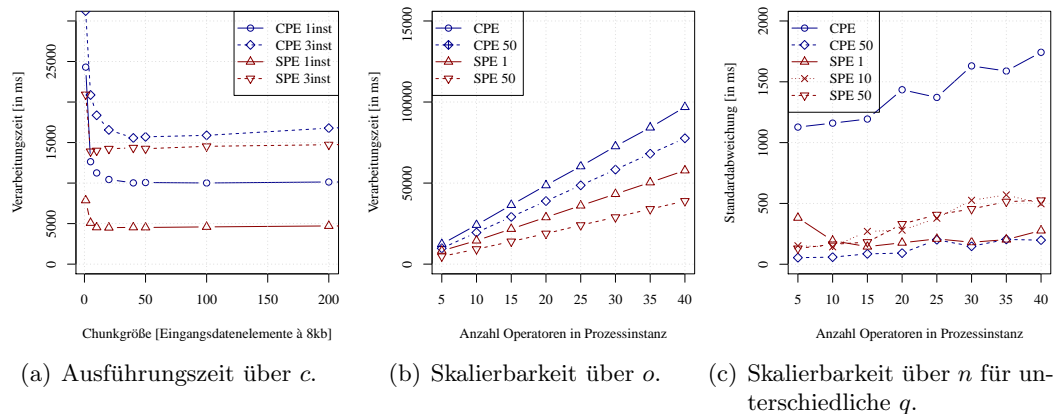 Verarbeitungszeit [in ms]
25000
15000
5000
0
0
50
100
150
200
Chunkgröße [Eingangsdatenelemente à 8kb]
CPE 1inst
CPE 3inst
SPE 1inst
SPE 3inst
(a) Ausführungszeit über c.
Verarbeitungszeit [in ms]
15000
100000
50000
0
5
10
15
20
25
30
35
40
Anzahl Operatoren in Prozessinstanz
CPE
CPE 50
SPE 1
SPE 50
(b) Skalierbarkeit über o.
Standardabweichung [in ms]
2000
1500
1000
500
0
5
10
15
20
25
30
35
40
Anzahl Operatoren in Prozessinstanz
CPE
CPE 50
SPE 1
SPE 10
SPE 50
(c) Skalierbarkeit über n für un-
terschiedliche q.